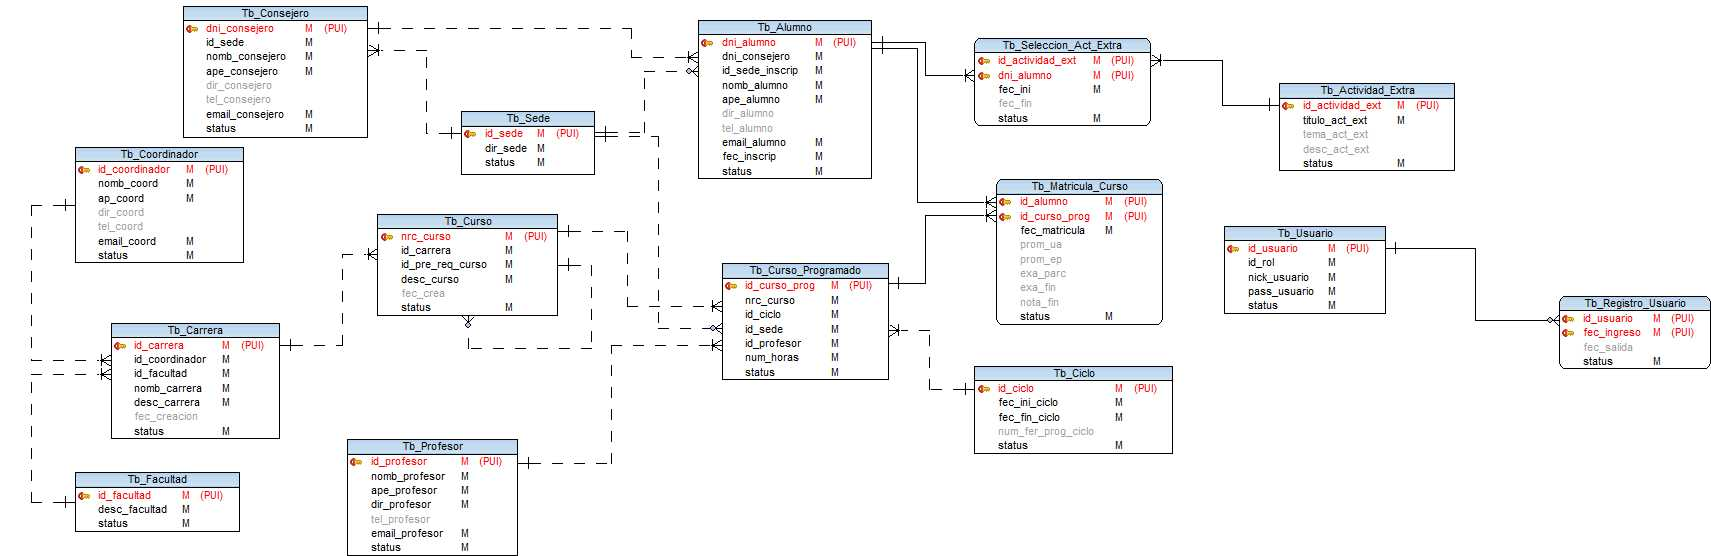 Tb_Consejero
dni_consejero M (PUI)
id_sede M
nomb_consejero M
ape_consejero M
dir_consejero
tel_consejero
email_consejero M
status M
Tb_Alumno
dni_alumno M (PUI)
dni_consejero M
id_sede_inscrip M
nomb_alumno M
ape_alumno M
dir_alumno
tel_alumno
email_alumno M
fec_inscrip M
status M
Tb_Seleccion_Act_Extra
id_actividad_ext M (PUI)
dni_alumno M (PUI)
fec_ini M
fec_fin
status M
Tb_Actividad_Extra
id_actividad_ext M (PUI)
titulo_act_ext M
tema_act_ext
desc_act_ext
status M
Tb_Sede
id_sede M (PUI)
dir_sede M
status M
Tb_Coordinador
id_coordinador M (PUI)
nomb_coord M
ap_coord M
dir_coord
tel_coord
email_coord M
status M
Tb_Matricula_Curso
id_alumno M (PUI)
id_curso_prog M (PUI)
fec_matricula M
prom_ua
prom_ep
exa_parc
exa_fin
nota_fin
status M
Tb_Curso
nrc_curso M (PUI)
id_carrera M
id_pre_req_curso M
desc_curso M
fec_crea
status M
Tb_Usuario
id_usuario M (PUI)
id_rol M
nick_usuario M
pass_usuario M
status M
Tb_Curso_Programado
id_curso_prog M (PUI)
nrc_curso M
id_ciclo M
id_sede M
id_profesor M
num_horas M
status M
Tb_Registro_Usuario
id_usuario M (PUI)
fec_ingreso M (PUI)
fec_salida
status M
Tb_Carrera
id_carrera M (PUI)
id_coordinador M
id_facultad M
nomb_carrera M
desc_carrera M
fec_creacion
status M
Tb_Ciclo
id_ciclo M (PUI)
fec_ini_ciclo M
fec_fin_ciclo M
num_fer_prog_ciclo
status M
Tb_Profesor
id_profesor M (PUI)
nomb_profesor M
ape_profesor M
dir_profesor M
tel_profesor
email_profesor M
status M
Tb_Facultad
id_facultad M (PUI)
desc_facultad M
status M